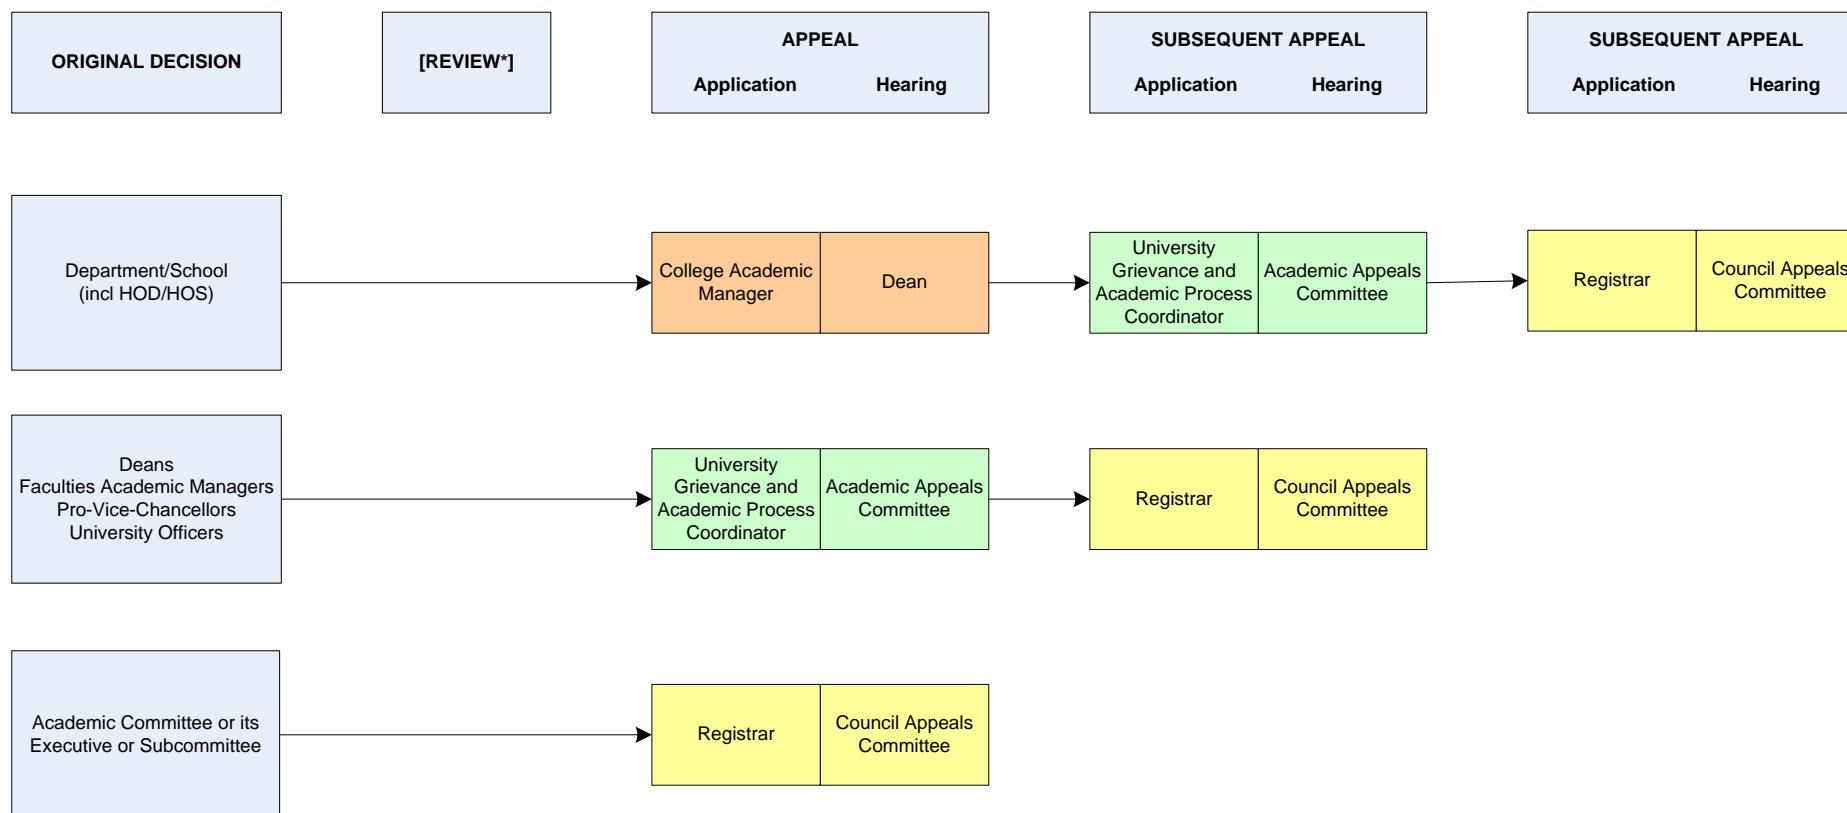 ORIGINAL DECISION
[REVIEW*]
APPEAL
Application Hearing
SUBSEQUENT APPEAL
Application Hearing
SUBSEQUENT APPEAL
Application Hearing
Department/School
(incl HOD/HOS)
College Academic
Manager
Dean
University
Grievance and
Academic Process
Coordinator
Academic Appeals
Committee
Registrar
Council Appeals
Committee
Deans
Faculties Academic Managers
Pro-Vice-Chancellors
University Officers
University
Grievance and
Academic Process
Coordinator
Academic Appeals
Committee
Registrar
Council Appeals
Committee
Academic Committee or its
Executive or Subcommittee
Registrar
Council Appeals
Committee